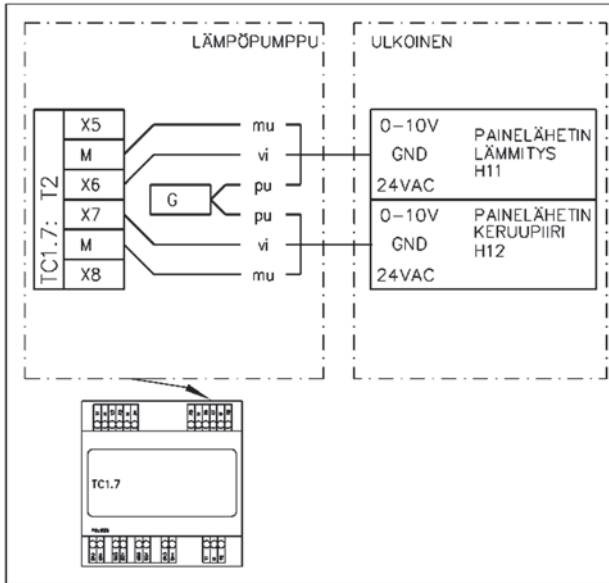 LÄMPÖPUMPPU
ULKOINEN
TC1.7: T2
X5
M
X6
X7
M
X8
G
mu
vi
pu
pu
vi
mu
0-10V
GND
24VAC
PAINELÄHETIN
LÄMMITYS
H11
0-10V
GND
24VAC
PAINELÄHETIN
KERUUPIIRI
H12
TC1.7